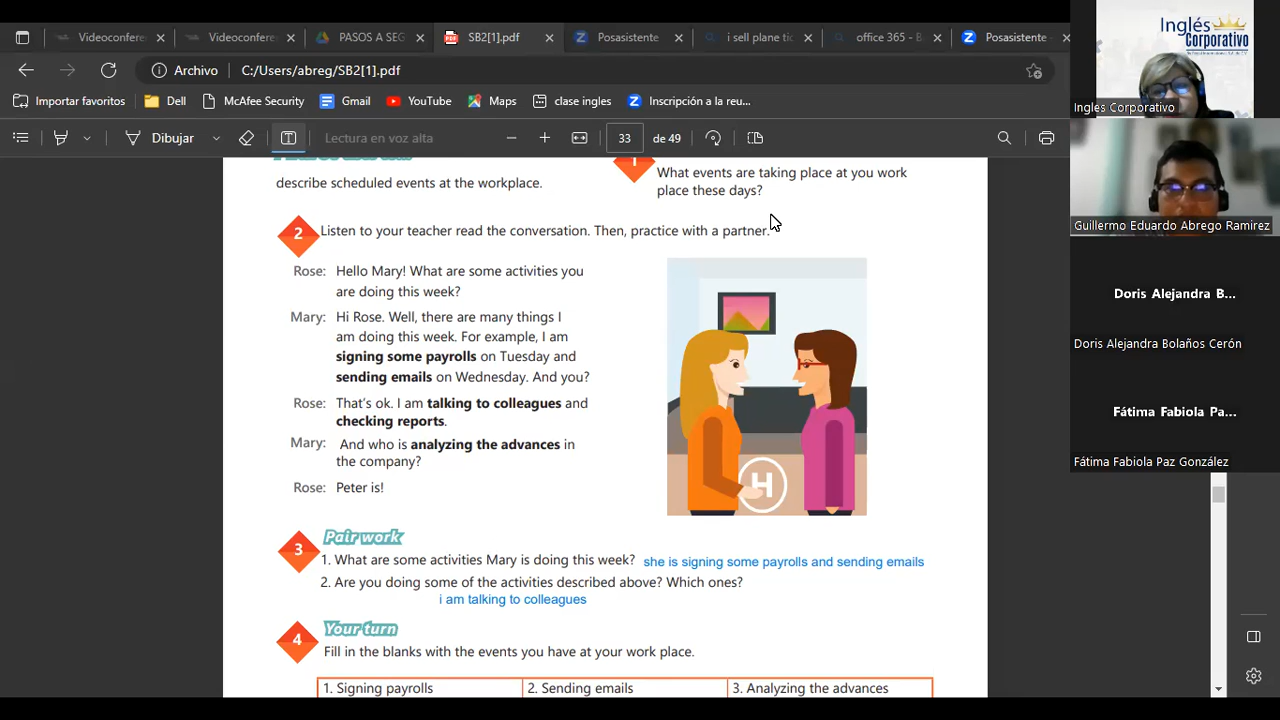 Videoconfere
Videoconfere
PASOS A SEG
SB2[1].pdf
Posasistente
i sell plane tic
office 365 - B
Posasistente -
Archivo
C:/Users/abreg/SB2[1].pdf
Importar favoritos
Dell
McAfee Security
Gmail
YouTube
Maps
clase ingles
Inscripción a la reu...
Dibujar
Lectura en voz alta
33
de 49
1
What events are taking place at you work
place these days?
describe scheduled events at the workplace.
2
Listen to your teacher read the conversation. Then, practice with a partner.
Rose: Hello Mary! What are some activities you
are doing this week?
Mary: Hi Rose. Well, there are many things I
am doing this week. For example, I am
signing some payrolls on Tuesday and
sending emails on Wednesday. And you?
Rose: That's ok. I am talking to colleagues and
checking reports.
Mary: And who is analyzing the advances in
the company?
Rose: Peter is!
H
3
Pair work
1. What are some activities Mary is doing this week? she is signing some payrolls and sending emails
2. Are you doing some of the activities described above? Which ones?
i am talking to colleagues
4
Your turn
Fill in the blanks with the events you have at your work place.
1. Signing payrolls
2. Sending emails
3. Analyzing the advances
Inglés
Corporativo
Ingles Corporativo
Guillermo Eduardo Abrego Ramirez
Doris Alejandra B...
Doris Alejandra Bolaños Cerón
Fátima Fabiola Pa...
Fátima Fabiola Paz González